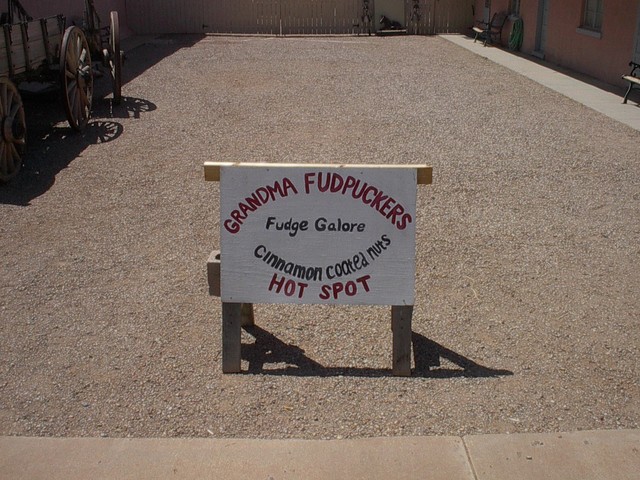 GRANDMA FUDPUCKERS
Fudge Galore
cinnamon coated nuts
HOT SPOT